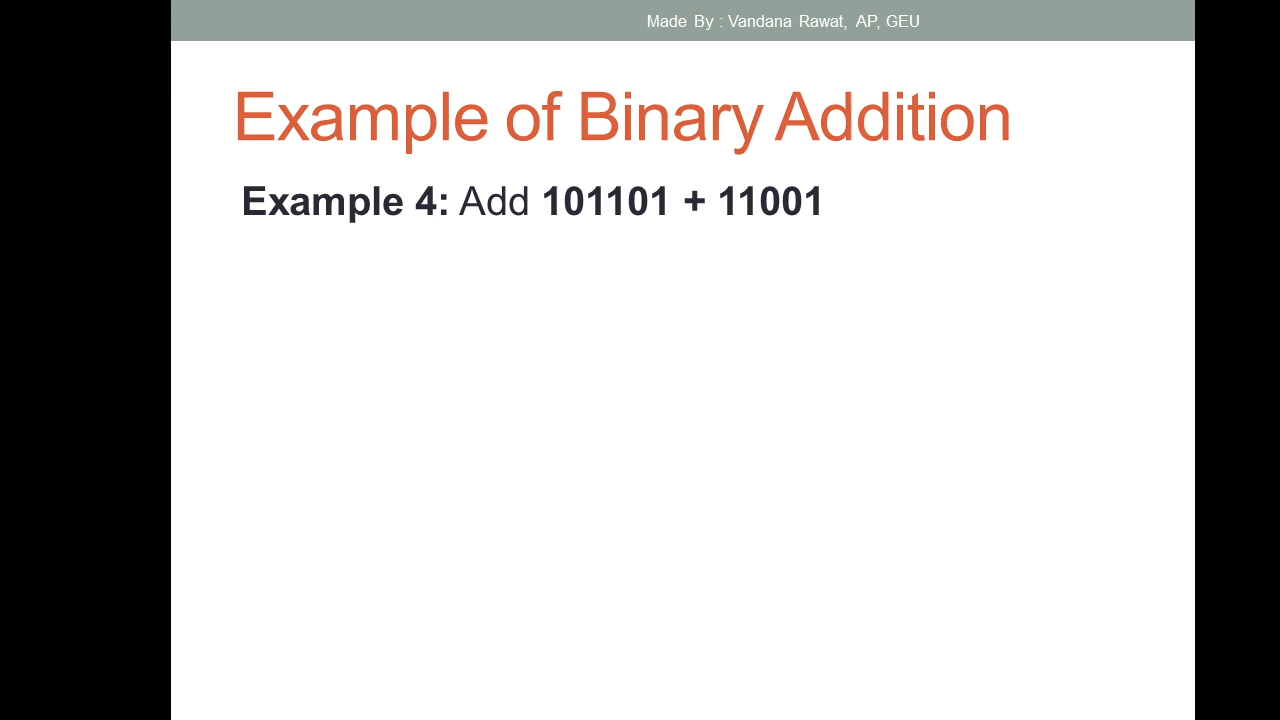 Made By : Vandana Rawat, AP, GEU
Example of Binary Addition
Example 4: Add 101101 + 11001